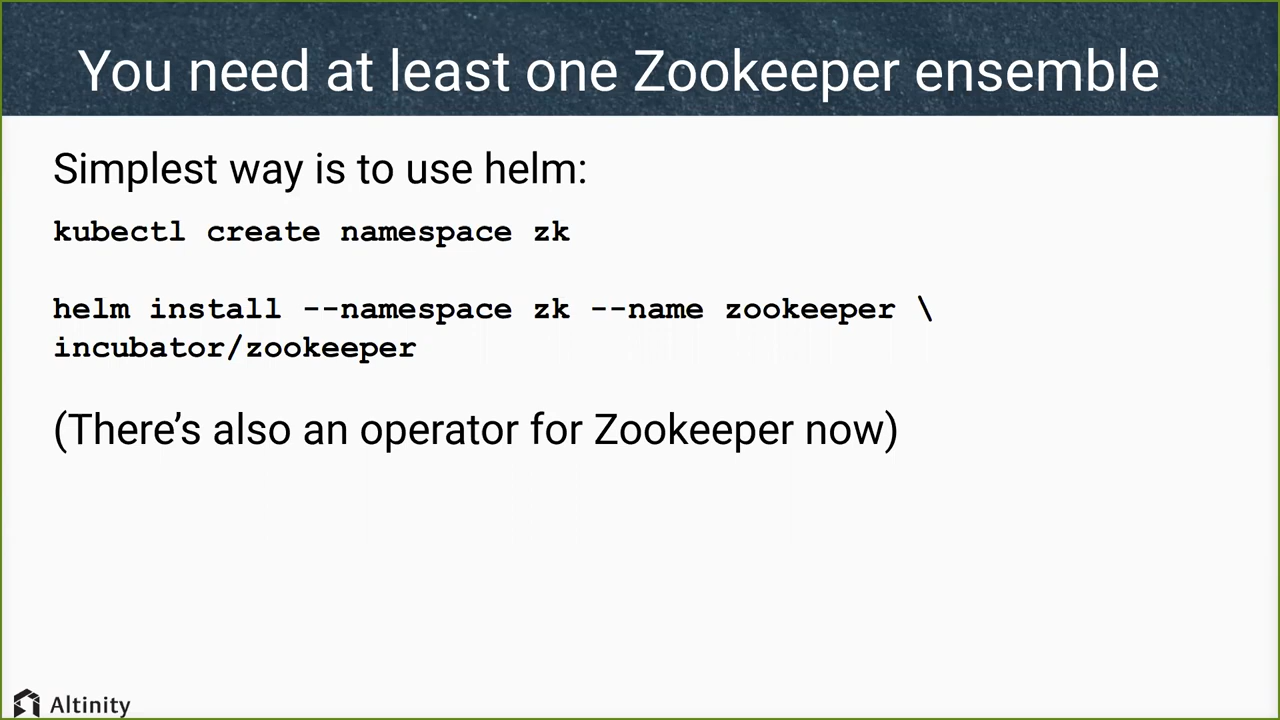 You need at least one Zookeeper ensemble
Simplest way is to use helm:
kubectl create namespace zk
helm install --namespace zk --name zookeeper \
incubator/zookeeper
(There’s also an operator for Zookeeper now)
Altinity